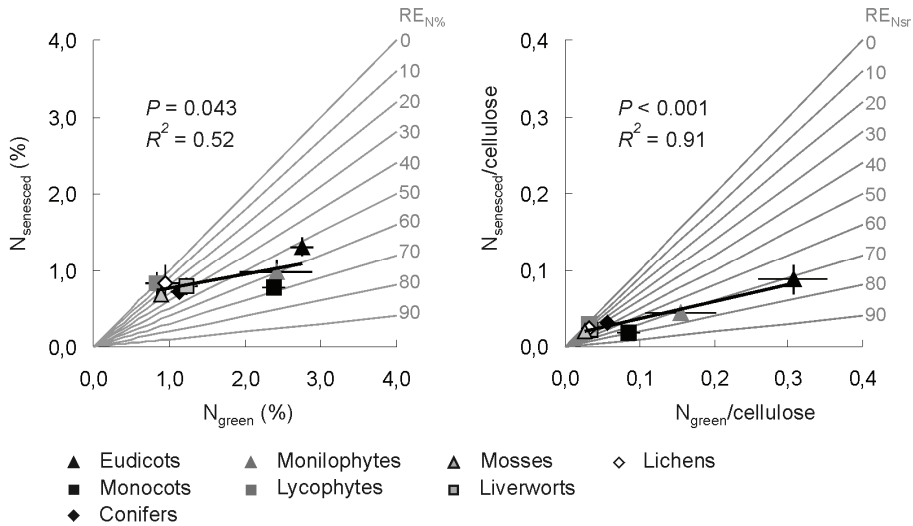 RE_N%
4,0
3,0
2,0
1,0
0,0
N_senesced (%)
P = 0.043
R² = 0.52
0
10
20
30
40
50
60
70
80
90
0,0 1,0 2,0 3,0 4,0
N_green (%)
RE_Nsr
0,4
0,3
0,2
0,1
0,0
N_senesced/cellulose
P < 0.001
R² = 0.91
0
10
20
30
40
50
60
70
80
90
0,0 0,1 0,2 0,3 0,4
N_green/cellulose
Eudicots Monilophytes Mosses Lichens
Monocots Lycophytes Liverworts
Conifers